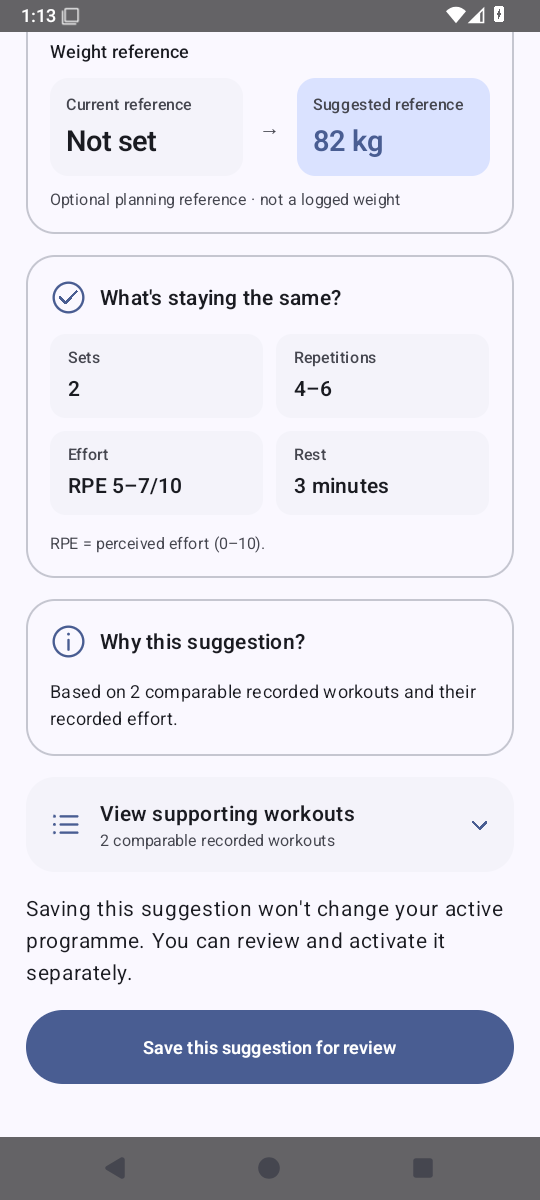 1:13
Weight reference
Current reference
Not set
→
Suggested reference
82 kg
Optional planning reference · not a logged weight
What's staying the same?
Sets
2
Repetitions
4–6
Effort
RPE 5–7/10
Rest
3 minutes
RPE = perceived effort (0–10).
Why this suggestion?
Based on 2 comparable recorded workouts and their
recorded effort.
View supporting workouts
2 comparable recorded workouts
Saving this suggestion won't change your active
programme. You can review and activate it
separately.
Save this suggestion for review